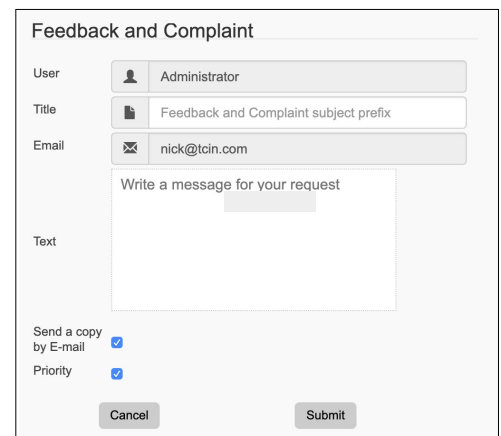 Feedback and Complaint
User
Administrator
Title
Feedback and Complaint subject prefix
Email
nick@tcin.com
Write a message for your request
Text
Send a copy
by E-mail
Priority
Cancel
Submit